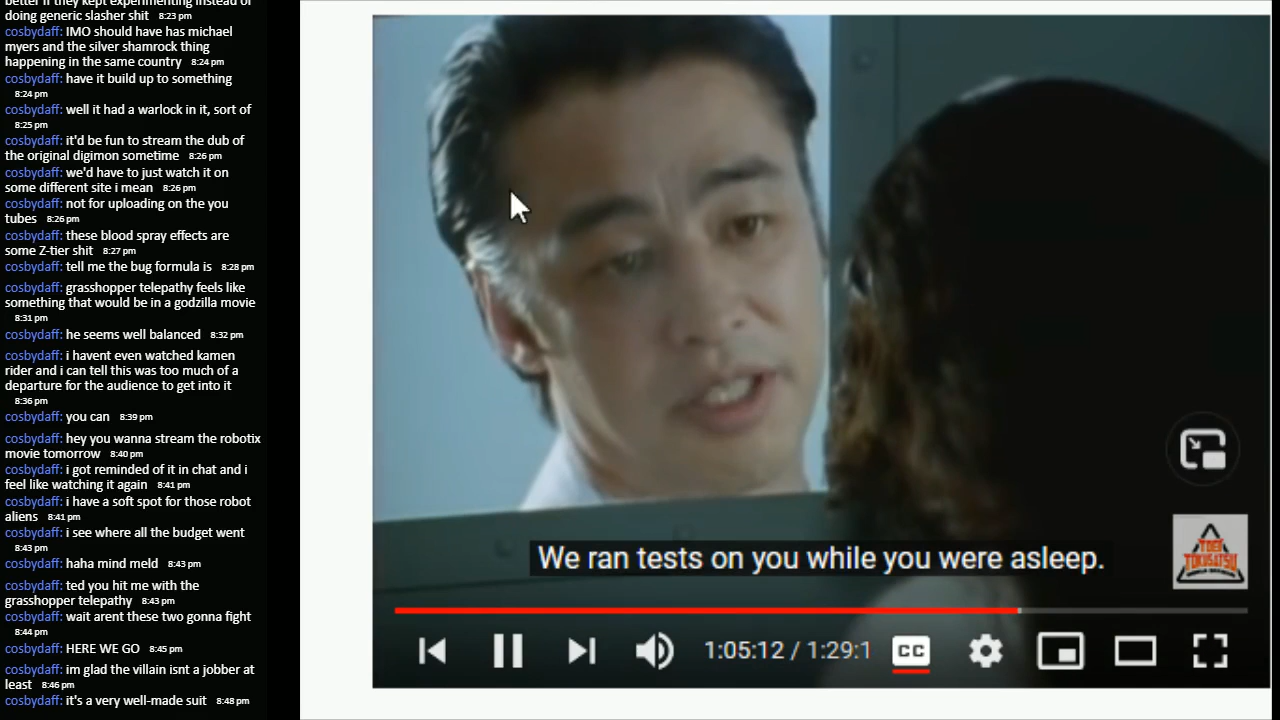 better if they kept experimenting instead of
doing generic slasher shit 8:23 pm
cosbydaff: IMO should have has michael
myers and the silver shamrock thing
happening in the same country 8:24 pm
cosbydaff: have it build up to something
8:24 pm
cosbydaff: well it had a warlock in it, sort of
8:25 pm
cosbydaff: it'd be fun to stream the dub of
the original digimon sometime 8:26 pm
cosbydaff: we'd have to just watch it on
some different site i mean 8:26 pm
cosbydaff: not for uploading on the you
tubes 8:26 pm
cosbydaff: these blood spray effects are
some Z-tier shit 8:27 pm
cosbydaff: tell me the bug formula is 8:28 pm
cosbydaff: grasshopper telepathy feels like
something that would be in a godzilla movie
8:31 pm
cosbydaff: he seems well balanced 8:32 pm
cosbydaff: i havent even watched kamen
rider and i can tell this was too much of a
departure for the audience to get into it
8:36 pm
cosbydaff: you can 8:39 pm
cosbydaff: hey you wanna stream the robotix
movie tomorrow 8:40 pm
cosbydaff: i got reminded of it in chat and i
feel like watching it again 8:41 pm
cosbydaff: i have a soft spot for those robot
aliens 8:41 pm
cosbydaff: i see where all the budget went
8:43 pm
cosbydaff: haha mind meld 8:43 pm
cosbydaff: ted you hit me with the
grasshopper telepathy 8:43 pm
cosbydaff: wait arent these two gonna fight
8:44 pm
cosbydaff: HERE WE GO 8:45 pm
cosbydaff: im glad the villain isnt a jobber at
least 8:46 pm
cosbydaff: it's a very well-made suit 8:48 pm
We ran tests on you while you were asleep.
TOEI
TOKUSATSU
1:05:12 / 1:29:1
CC